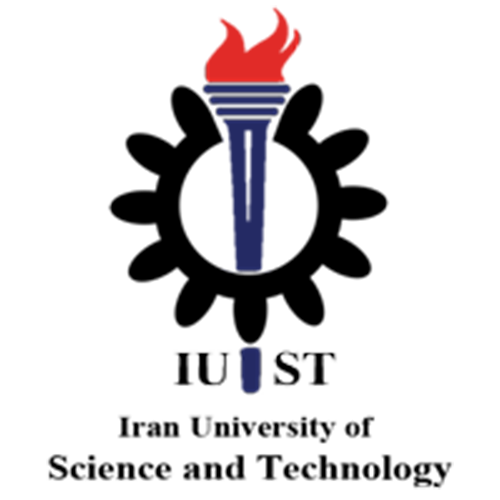 IU ST
Iran University of
Science and Technology